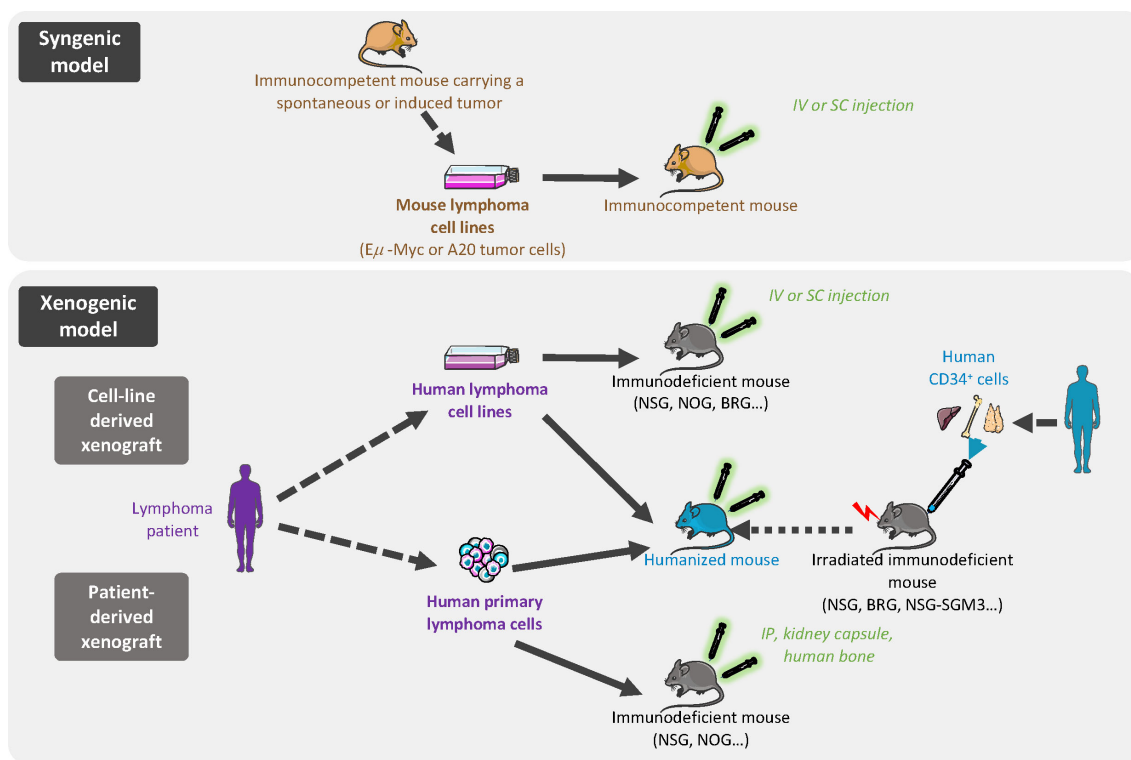 Syngenic
model
Immunocompetent mouse carrying a
spontaneous or induced tumor
IV or SC injection
Mouse lymphoma
cell lines
(Eμ -Myc or A20 tumor cells)
Immunocompetent mouse
Xenogenic
model
IV or SC injection
Cell-line
derived
xenograft
Human lymphoma
cell lines
Immunodeficient mouse
(NSG, NOG, BRG...)
Human
CD34⁺ cells
Lymphoma
patient
Humanized mouse
Irradiated immunodeficient
mouse
(NSG, BRG, NSG-SGM3...)
Patient-
derived
xenograft
Human primary
lymphoma cells
IP, kidney capsule,
human bone
Immunodeficient mouse
(NSG, NOG...)